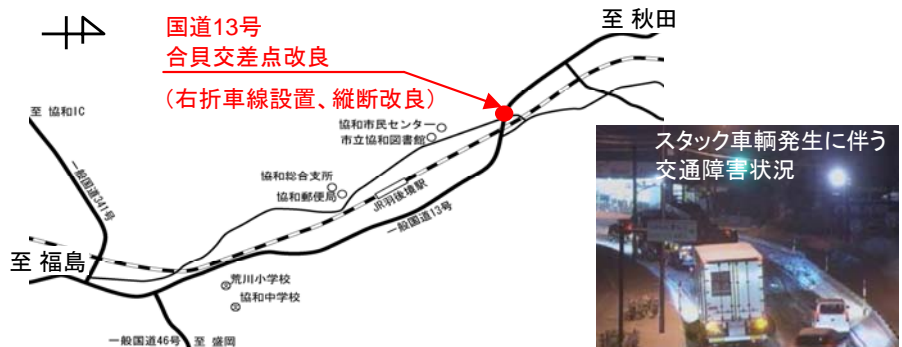 国道13号
合貝交差点改良
(右折車線設置、縦断改良)
至 秋田
至 協和IC
協和市民センター
市立協和図書館
スタック車輌発生に伴う
交通障害状況
一般国道341号
協和総合支所
協和郵便局
JR羽後境駅
一般国道13号
至 福島
荒川小学校
協和中学校
一般国道46号
至 盛岡